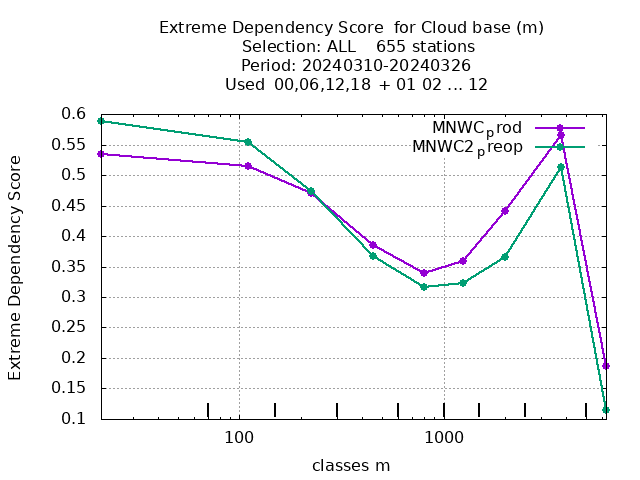 Extreme Dependency Score  for Cloud base (m)
Selection: ALL    655 stations
Period: 20240310-20240326
Used  00,06,12,18 + 01 02 ... 12
MNWC_prod
MNWC2_preop
Extreme Dependency Score
0.6
0.55
0.5
0.45
0.4
0.35
0.3
0.25
0.2
0.15
0.1
100 1000
classes m